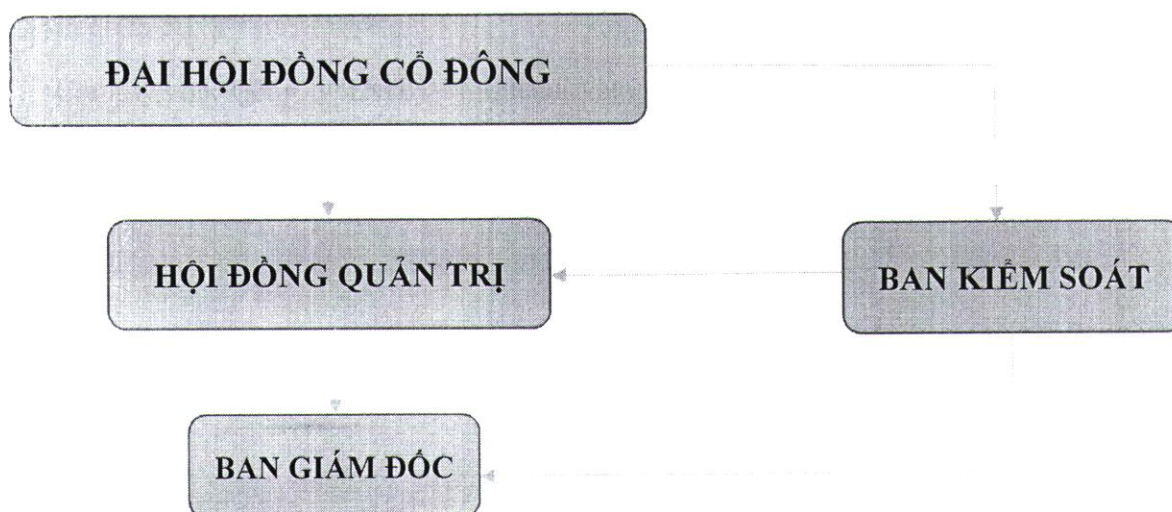 ĐẠI HỘI ĐỒNG CỔ ĐÔNG
HỘI ĐỒNG QUẢN TRỊ
BAN KIỂM SOÁT
BAN GIÁM ĐỐC